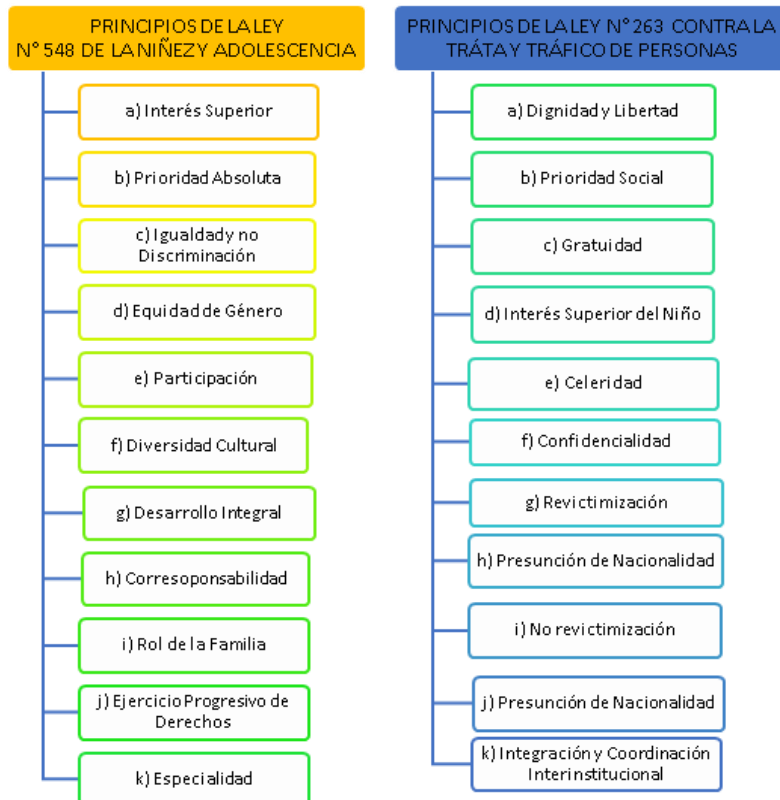 PRINCIPIOS DE LA LEY
N° 548 DE LA NIÑEZ Y ADOLESCENCIA
a) Interés Superior
b) Prioridad Absoluta
c) Igualdad y no
Discriminación
d) Equidad de Género
e) Participación
f) Diversidad Cultural
g) Desarrollo Integral
h) Corresoponsabilidad
i) Rol de la Familia
j) Ejercicio Progresivo de
Derechos
k) Especialidad
PRINCIPIOS DE LA LEY N° 263 CONTRA LA
TRÁTA Y TRÁFICO DE PERSONAS
a) Dignidad y Libertad
b) Prioridad Social
c) Gratuidad
d) Interés Superior del Niño
e) Celeridad
f) Confidencialidad
g) Revictimización
h) Presunción de Nacionalidad
i) No revictimización
j) Presunción de Nacionalidad
k) Integración y Coordinación
Interinstitucional